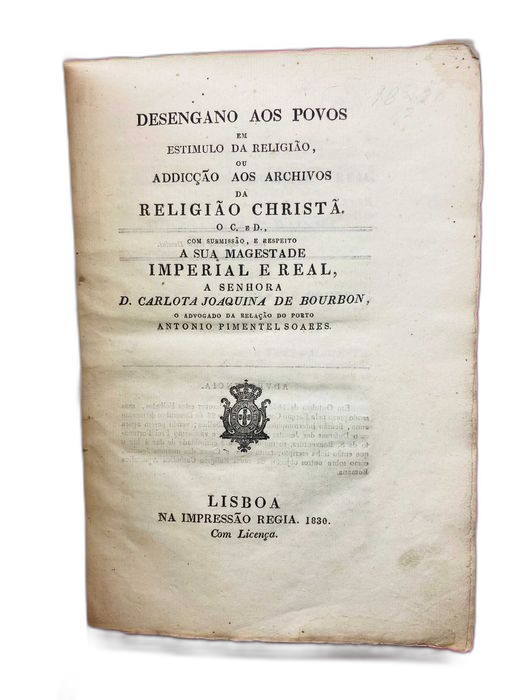 DESENGANO AOS POVOS
EM
ESTIMULO DA RELIGIÃO,
OU
ADDICÇÃO AOS ARCHIVOS
DA
RELIGIÃO CHRISTÃ.
O C. E D.,
COM SUBMISSÃO, E RESPEITO
A SUA MAGESTADE
IMPERIAL E REAL,
A SENHORA
D. CARLOTA JOAQUINA DE BOURBON,
O ADVOGADO DA RELAÇÃO DO PORTO
ANTONIO PIMENTEL SOARES.
LISBOA
NA IMPRESSÃO REGIA. 1830.
Com Licença.